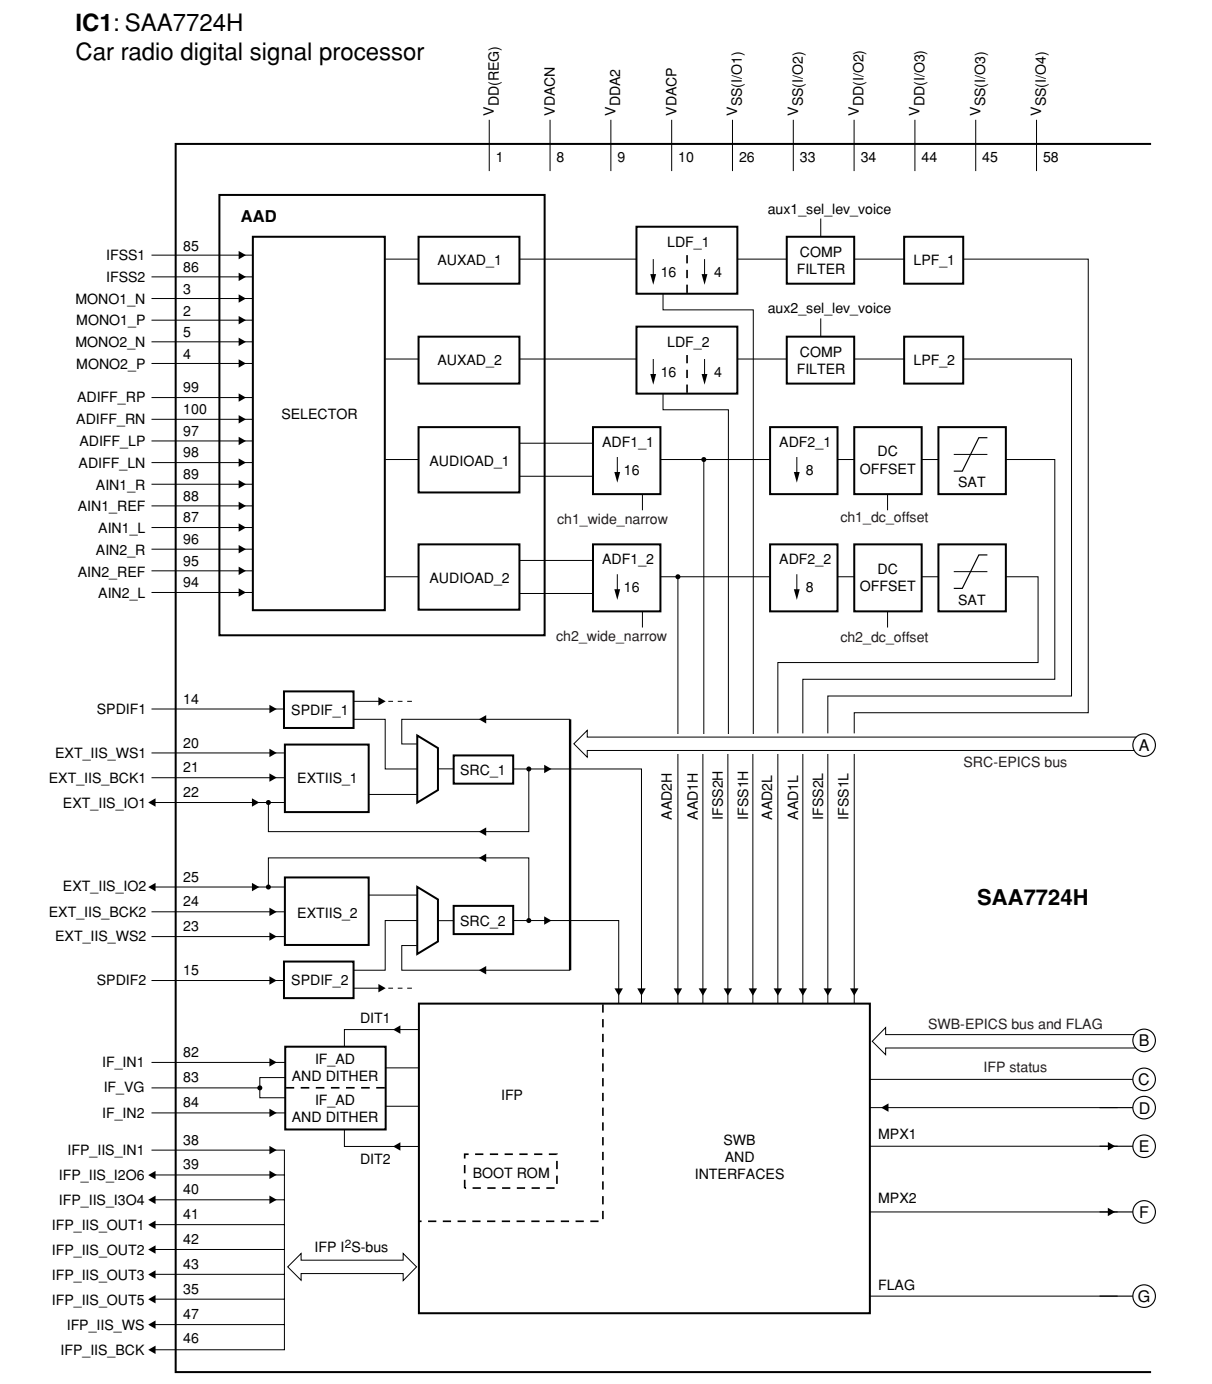 IC1: SAA7724H
Car radio digital signal processor
VDD(REG)
VDACN
VDDA2
VDACP
VSS(I/O1)
VSS(I/O2)
VDD(I/O2)
VDD(I/O3)
VSS(I/O3)
VSS(I/O4)
1
8
9
10
26
33
34
44
45
58
AAD
SELECTOR
IFSS1
85
IFSS2
86
MONO1_N
3
MONO1_P
2
MONO2_N
5
MONO2_P
4
ADIFF_RP
99
ADIFF_RN
100
ADIFF_LP
97
ADIFF_LN
98
AIN1_R
89
AIN1_REF
88
AIN1_L
87
AIN2_R
96
AIN2_REF
95
AIN2_L
94
AUXAD_1
LDF_1
16
4
aux1_sel_lev_voice
COMP
FILTER
LPF_1
AUXAD_2
LDF_2
16
4
aux2_sel_lev_voice
COMP
FILTER
LPF_2
AUDIOAD_1
ADF1_1
16
ch1_wide_narrow
ADF2_1
8
DC
OFFSET
ch1_dc_offset
SAT
AUDIOAD_2
ADF1_2
16
ch2_wide_narrow
ADF2_2
8
DC
OFFSET
ch2_dc_offset
SAT
SPDIF1
14
SPDIF_1
EXT_IIS_WS1
20
EXT_IIS_BCK1
21
EXT_IIS_IO1
22
EXTIIS_1
SRC_1
A
SRC-EPICS bus
AAD2H
AAD1H
IFSS2H
IFSS1H
AAD2L
AAD1L
IFSS2L
IFSS1L
EXT_IIS_IO2
25
EXT_IIS_BCK2
24
EXT_IIS_WS2
23
EXTIIS_2
SRC_2
SAA7724H
SPDIF2
15
SPDIF_2
DIT1
IF_IN1
82
IF_VG
83
IF_IN2
84
IF_AD
AND DITHER
IF_AD
AND DITHER
DIT2
IFP
BOOT ROM
SWB
AND
INTERFACES
SWB-EPICS bus and FLAG
B
IFP status
C
D
MPX1
E
MPX2
F
FLAG
G
IFP_IIS_IN1
38
IFP_IIS_I2O6
39
IFP_IIS_I3O4
40
IFP_IIS_OUT1
41
IFP_IIS_OUT2
42
IFP_IIS_OUT3
43
IFP_IIS_OUT5
35
IFP_IIS_WS
47
IFP_IIS_BCK
46
IFP I2S-bus